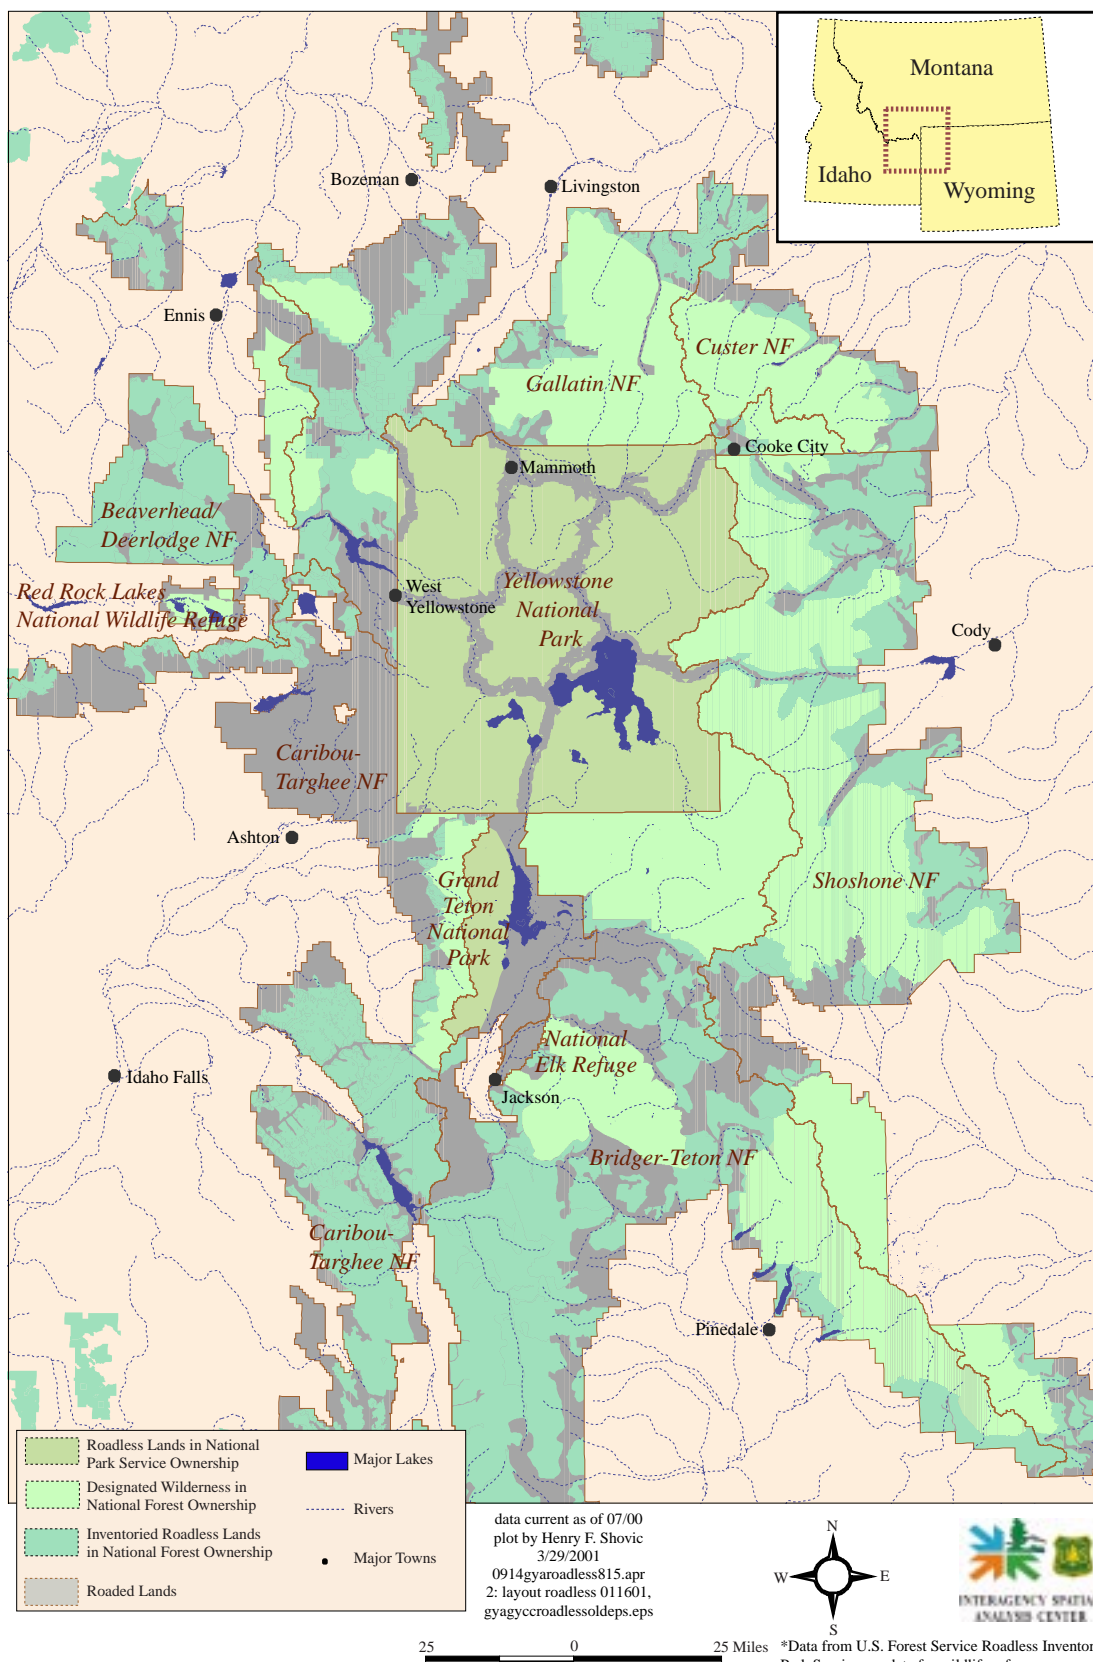 Montana
Idaho
Wyoming
Bozeman
Livingston
Ennis
Custer NF
Gallatin NF
Cooke City
Mammoth
Beaverhead/
Deerlodge NF
Red Rock Lakes
National Wildlife Refuge
West
Yellowstone
Yellowstone
National
Park
Cody
Caribou-
Targhee NF
Ashton
Grand
Teton
National
Park
Shoshone NF
National
Elk Refuge
Idaho Falls
Jackson
Bridger-Teton NF
Caribou-
Targhee NF
Pinedale
Roadless Lands in National
Park Service Ownership
Designated Wilderness in
National Forest Ownership
Inventoried Roadless Lands
in National Forest Ownership
Roaded Lands
Major Lakes
Rivers
Major Towns
data current as of 07/00
plot by Henry F. Shovic
3/29/2001
0914gyaroadless815.apr
2: layout roadless 011601,
gyagyccroadlessoldeps.eps
N
W
E
S
INTERAGENCY SPATIA
ANALYSIS CENTER
25 0 25 Miles
*Data from U.S. Forest Service Roadless Inventor